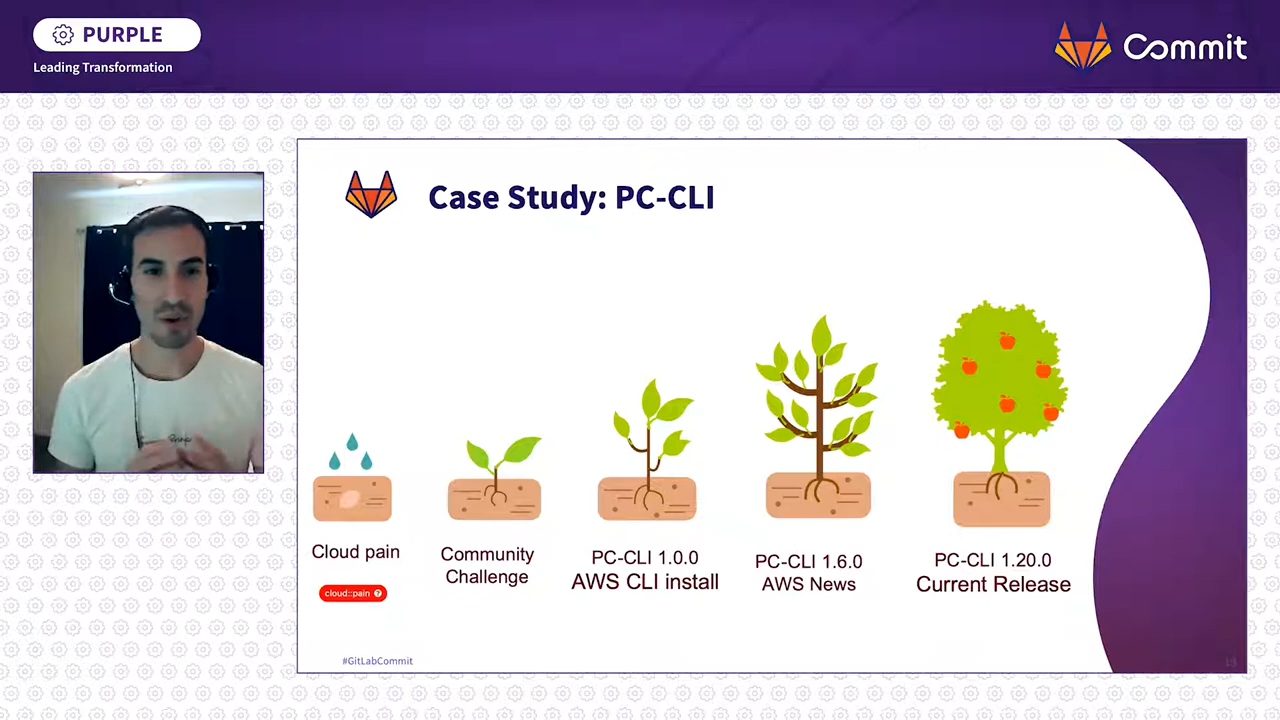 PURPLE
Leading Transformation
Commit
Case Study: PC-CLI
Cloud pain
cloud::pain ?
Community
Challenge
PC-CLI 1.0.0
AWS CLI install
PC-CLI 1.6.0
AWS News
PC-CLI 1.20.0
Current Release
#GitLabCommit